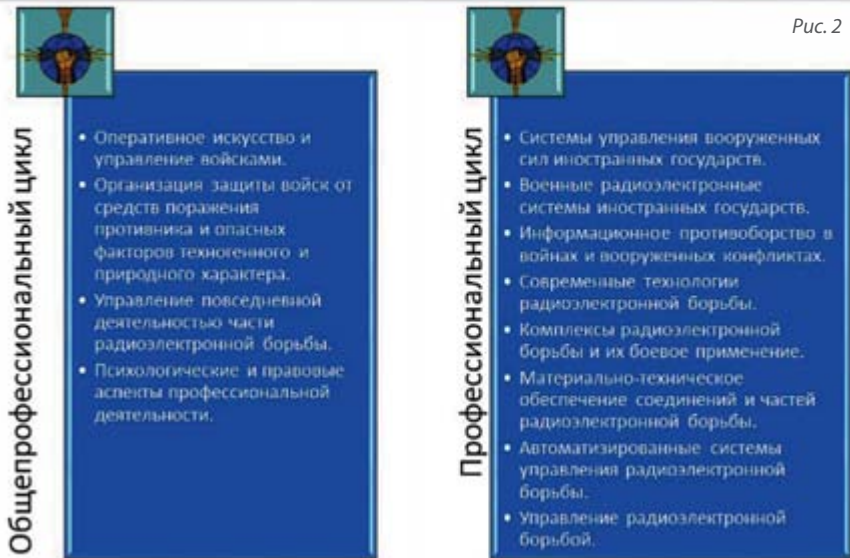 Рис. 2
Общепрофессиональный цикл
• Оперативное искусство и
управление войсками.
• Организация защиты войск от
средств поражения
противника и опасных
факторов техногенного и
природного характера.
• Управление повседневной
деятельностью части
радиоэлектронной борьбы.
• Психологические и правовые
аспекты профессиональной
деятельности.
Профессиональный цикл
• Системы управления вооруженных
сил иностранных государств.
• Военные радиоэлектронные
системы иностранных государств.
• Информационное противоборство в
войнах и вооруженных конфликтах.
• Современные технологии
радиоэлектронной борьбы.
• Комплексы радиоэлектронной
борьбы и их боевое применение.
• Материально-техническое
обеспечение соединений и частей
радиоэлектронной борьбы.
• Автоматизированные системы
управления радиоэлектронной
борьбы.
• Управление радиоэлектронной
борьбой.